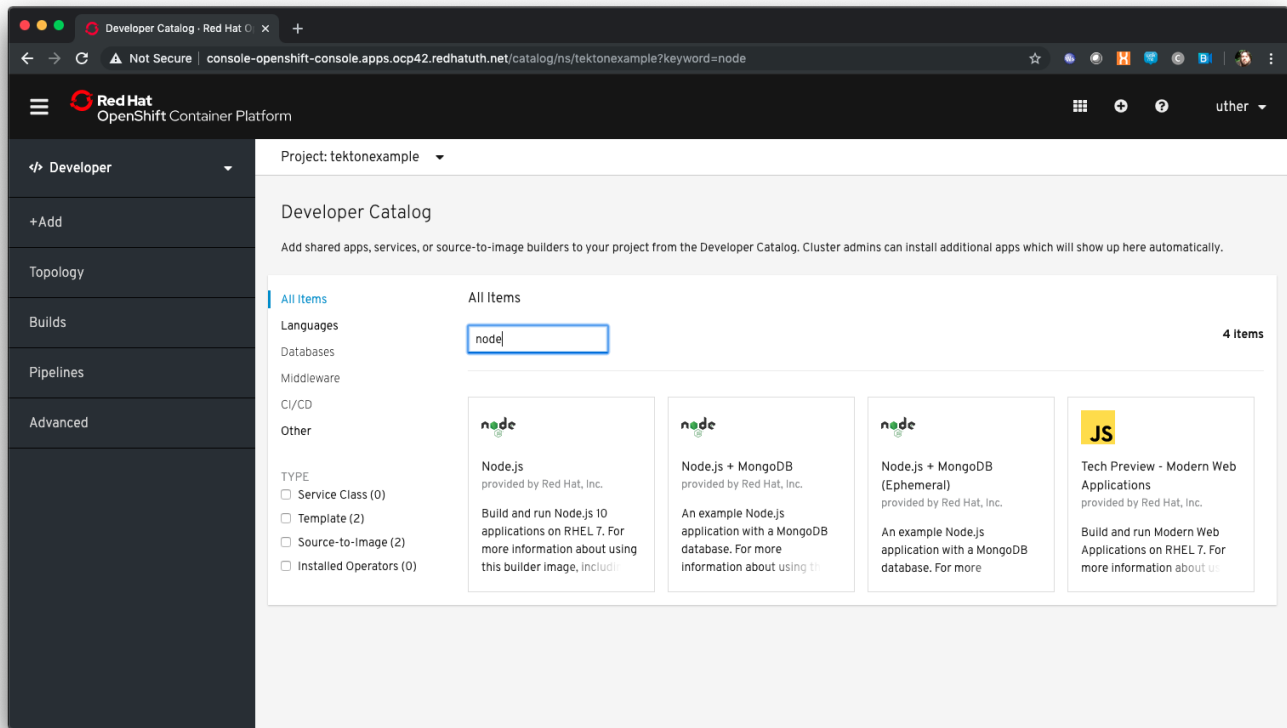 Developer Catalog · Red Hat O
Not Secure | console-openshift-console.apps.ocp42.redhatuth.net/catalog/ns/tektonexample?keyword=node
Red Hat
OpenShift Container Platform
uther
</> Developer
Project: tektonexample
+Add
Topology
Builds
Pipelines
Advanced
Developer Catalog
Add shared apps, services, or source-to-image builders to your project from the Developer Catalog. Cluster admins can install additional apps which will show up here automatically.
All Items
Languages
Databases
Middleware
CI/CD
Other
TYPE
Service Class (0)
Template (2)
Source-to-Image (2)
Installed Operators (0)
All Items
node
4 items
node
JS
Node.js
provided by Red Hat, Inc.
Build and run Node.js 10
applications on RHEL 7. For
more information about using
this builder image, includin
node
Node.js + MongoDB
provided by Red Hat, Inc.
An example Node.js
application with a MongoDB
database. For more
information about using th
node
Node.js + MongoDB
(Ephemeral)
provided by Red Hat, Inc.
An example Node.js
application with a MongoDB
database. For more
JS
Tech Preview - Modern Web
Applications
provided by Red Hat, Inc.
Build and run Modern Web
Applications on RHEL 7. For
more information about us